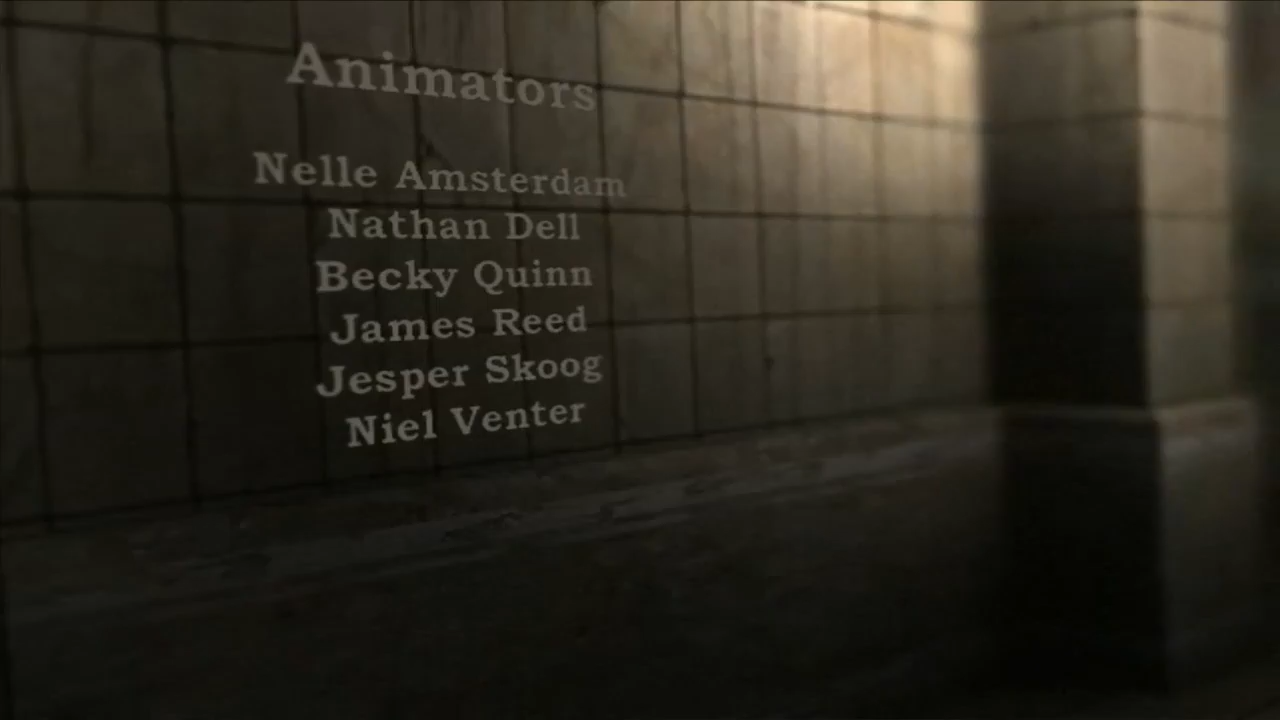 Animators
Nelle Amsterdam
Nathan Dell
Becky Quinn
James Reed
Jesper Skoog
Niel Venter